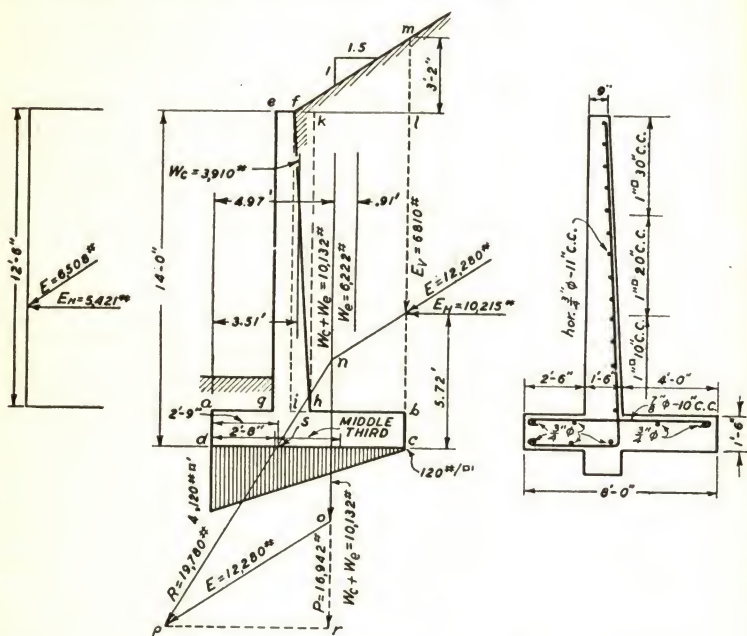 m
1.5
1
3'-2"
9"
e
f
k
l
Wc=3,910#
4.97'
.91'
12'-6"
E=6,508#
EH=5,421#
14'-0"
Wc+We=10,132#
We=6,222#
Ev=6810#
E=12,280#
EH=10,215#
3.51'
n
5.72'
1"□ 30"C.C.
1"□ 20"C.C.
1"□ 10"C.C.
hor. 3/4"φ-11"C.C.
2'-6"
1'-6"
4'-0"
a
g
i
h
b
2'-9"
2'-8"
s
MIDDLE
THIRD
d
c
120#/□'
7/8"φ-10"C.C.
3/4"φ
3/4"φ
1'-6"
8'-0"
4,120#□'
R=19,780#
E=12,280#
o
P=16,942#
Wc+We=10,132#
p
r